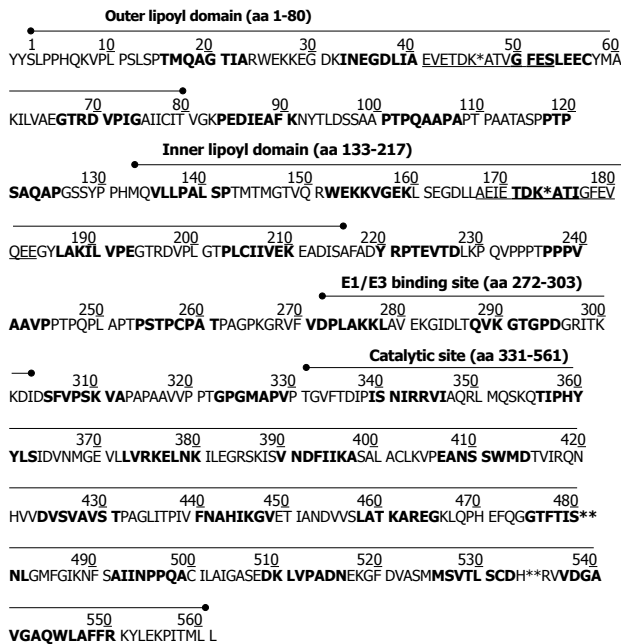 Outer lipoyl domain (aa 1-80)
1 10 20 30 40 50 60
YYSLPPHQKVPL PSLSPTMQAG TIARWEKKEG DKINEGDLIA EVETDK*ATVG FESLEECYMA
70 80 90 100 110 120
KILVAEGTRD VPIGAIICIT VGKPEDIEAF KNYTLDSSAA PTPQAAPAPT PAATASPPTP
130 140 150 160 170 180
Inner lipoyl domain (aa 133-217)
SAQAPGSSYP PHMQVLLPAL SPTMTMGTVQ RWEKKVGEKL SEGDLLAEIE TDK*ATIGFEV
190 200 210 220 230 240
QEEGYLAKIL VPEGTRDVPL GTPLCIIVEK EADISAFADY RPTEVTDLKP QVPPPTPPPV
E1/E3 binding site (aa 272-303)
250 260 270 280 290 300
AAVPPTPQPL APTPSTPCPA TPAGPKGRVF VDPLAKKLAV EKGIDLTQVK GTGPDGRITK
Catalytic site (aa 331-561)
310 320 330 340 350 360
KDIDSFVPSK VAPAPAAVVP PTGPGMAPVP TGVFTDIPIS NIRRVIAQRL MQSKQTIPHY
370 380 390 400 410 420
YLSIDVNMGE VLLVRKELNK ILEGRSKISV NDFIIKASAL ACLKVPEANS SWMDTVIRQN
430 440 450 460 470 480
HVVDVSVAVS TPAGLITPIV FNAHIKGVET IANDVVSLAT KAREGKLQPH EFQGGTFTIS**
490 500 510 520 530 540
NLGMFGIKNF SAIINPPQAC ILAIGASEDK LVPADNEKGF DVASMMSVTL SCDH**RVVDGA
550 560
VGAQWLAFFR KYLEKPITML L